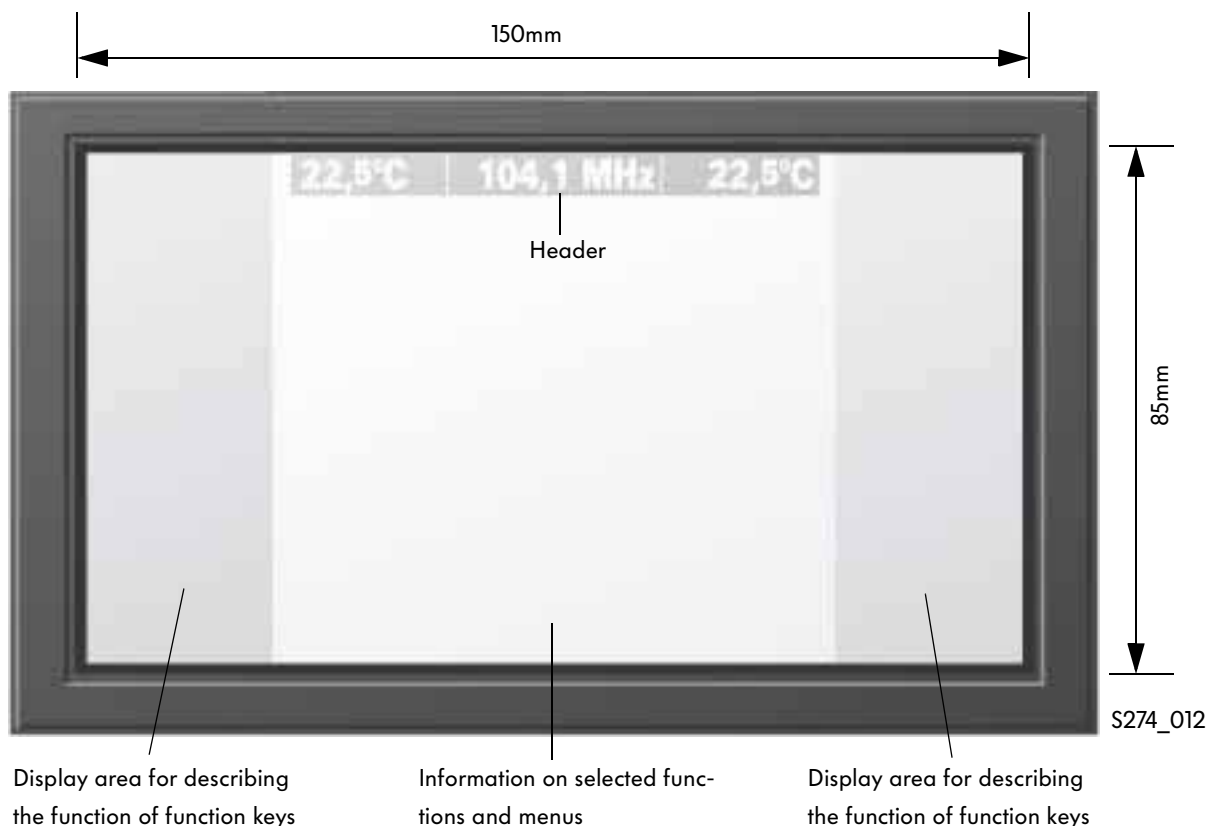 150mm
22,5°C 104,1 MHz 22,5°C
Header
85mm
S274_012
Display area for describing
the function of function keys
Information on selected func-
tions and menus
Display area for describing
the function of function keys